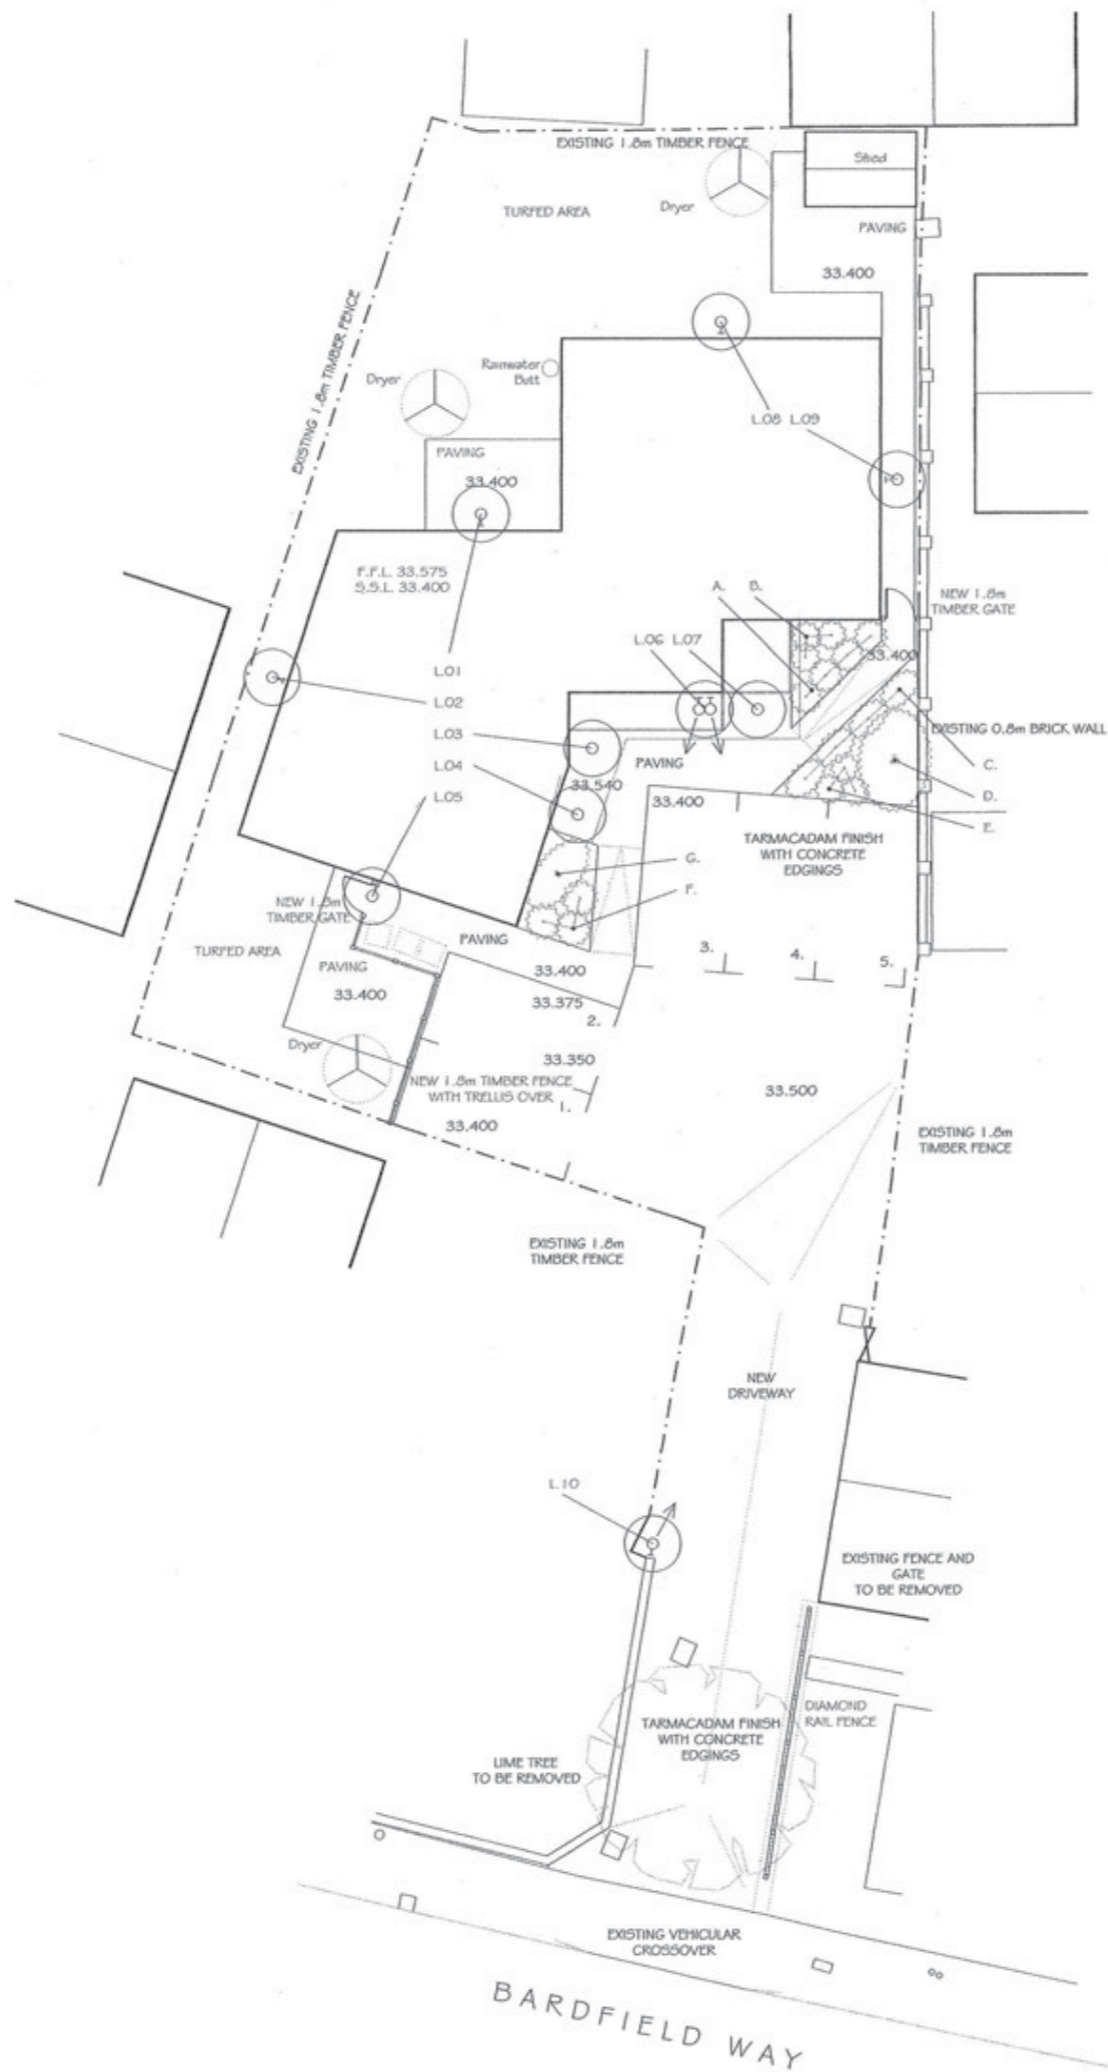 EXISTING 1.8m TIMBER FENCE
Shed
Dryer
TURFED AREA
PAVING
33.400
EXISTING 1.8m TIMBER FENCE
Rainwater
Butt
Dryer
L.08 L.09
PAVING
33.400
F.F.L. 33.575
S.S.L. 33.400
A. B.
NEW 1.8m
TIMBER GATE
L.06 L.07
33.400
L.01
L.02
L.03
L.04
L.05
EXISTING 0.8m BRICK WALL
PAVING
C.
33.540
33.400
D.
E.
TARMACADAM FINISH
WITH CONCRETE
EDGINGS
G.
F.
NEW 1.8m
TIMBER GATE
TURFED AREA
PAVING
PAVING
33.400
33.400
33.375
2.
3.
4.
5.
Dryer
33.350
NEW 1.8m TIMBER FENCE
WITH TRELLIS OVER
1.
33.400
33.500
EXISTING 1.8m
TIMBER FENCE
EXISTING 1.8m
TIMBER FENCE
NEW
DRIVEWAY
L.10
EXISTING FENCE AND
GATE
TO BE REMOVED
DIAMOND
RAIL FENCE
TARMACADAM FINISH
WITH CONCRETE
EDGINGS
LIME TREE
TO BE REMOVED
EXISTING VEHICULAR
CROSSOVER
BARDFIELD WAY